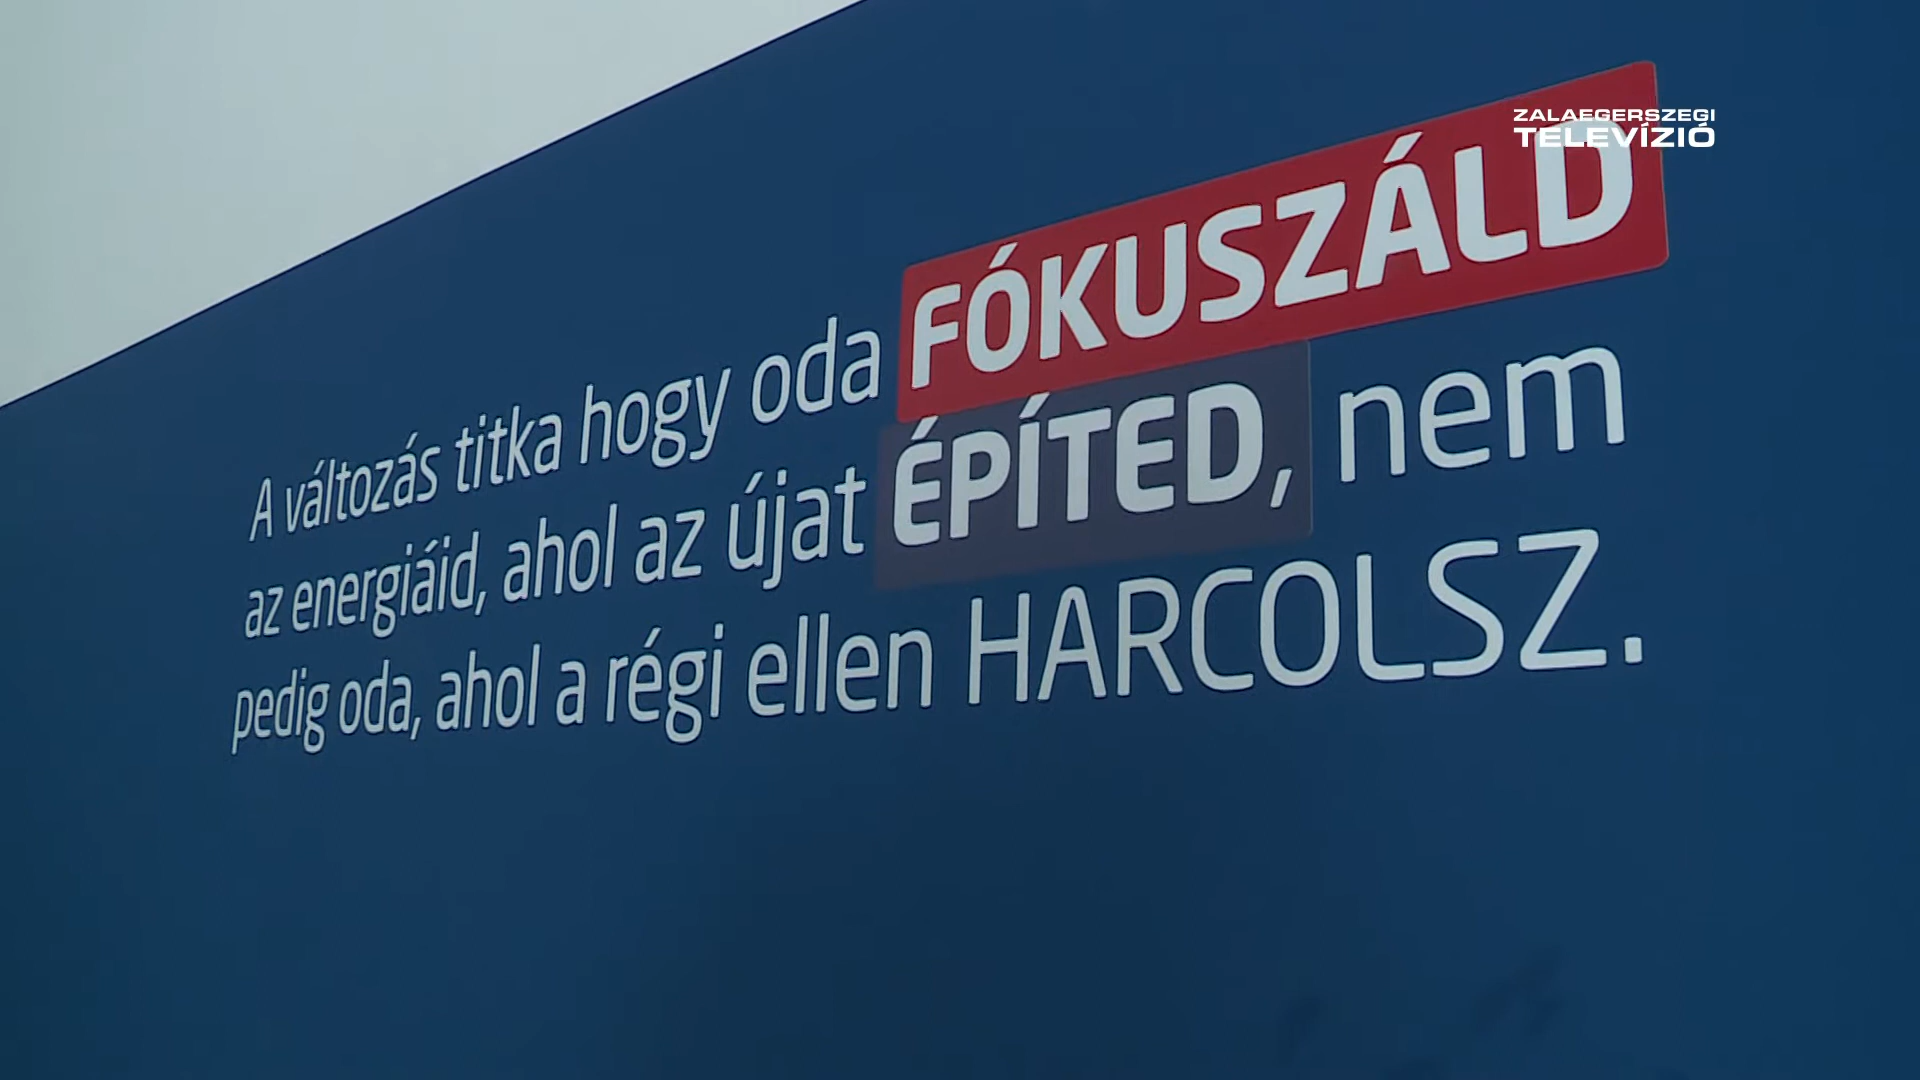 ZALAEGERSZEGI
TELEVÍZIÓ
A változás titka hogy oda FÓKUSZÁLD
az energiáid, ahol az újat ÉPÍTED, nem
pedig oda, ahol a régi ellen HARCOLSZ.